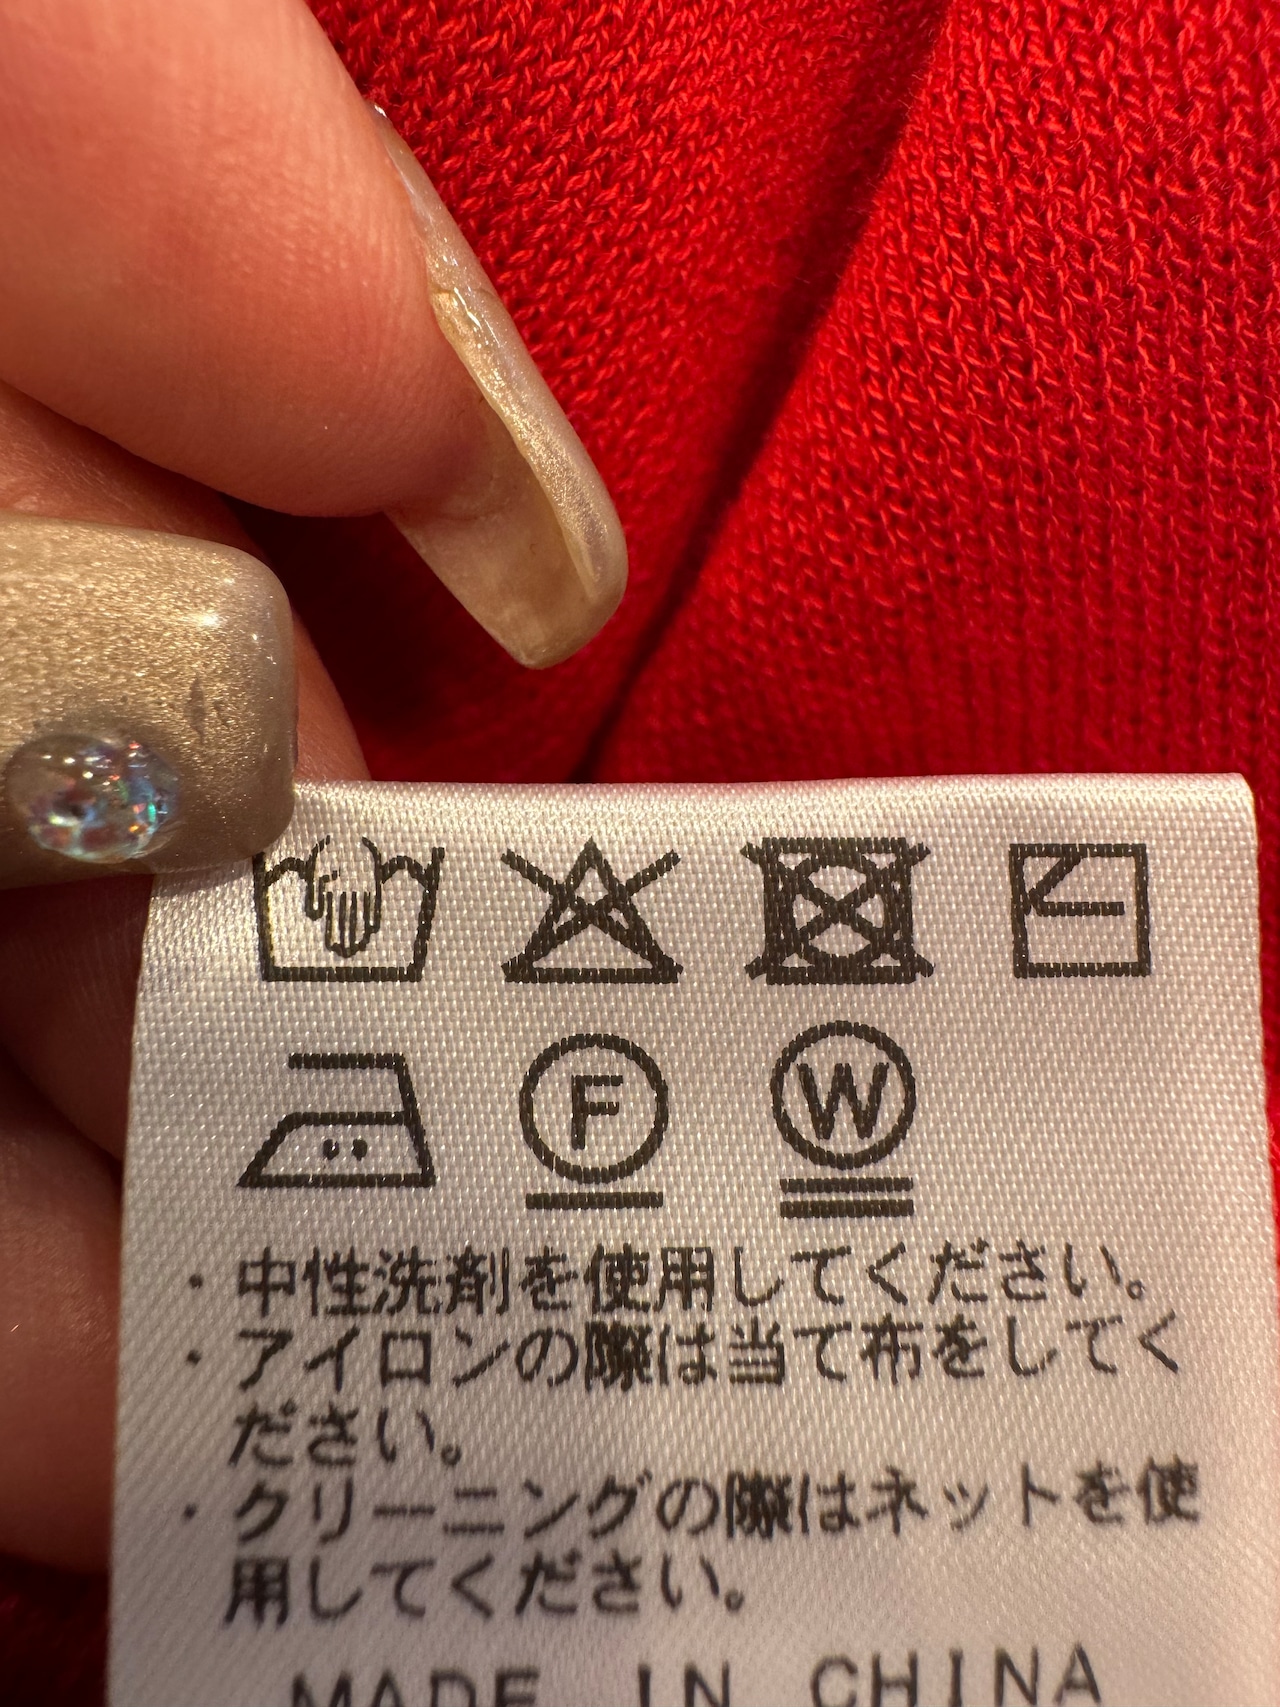 F W
・中性洗剤を使用してください。
・アイロンの際は当て布をしてく
ださい。
・クリーニングの際はネットを使
用してください。
MADE IN CHINA